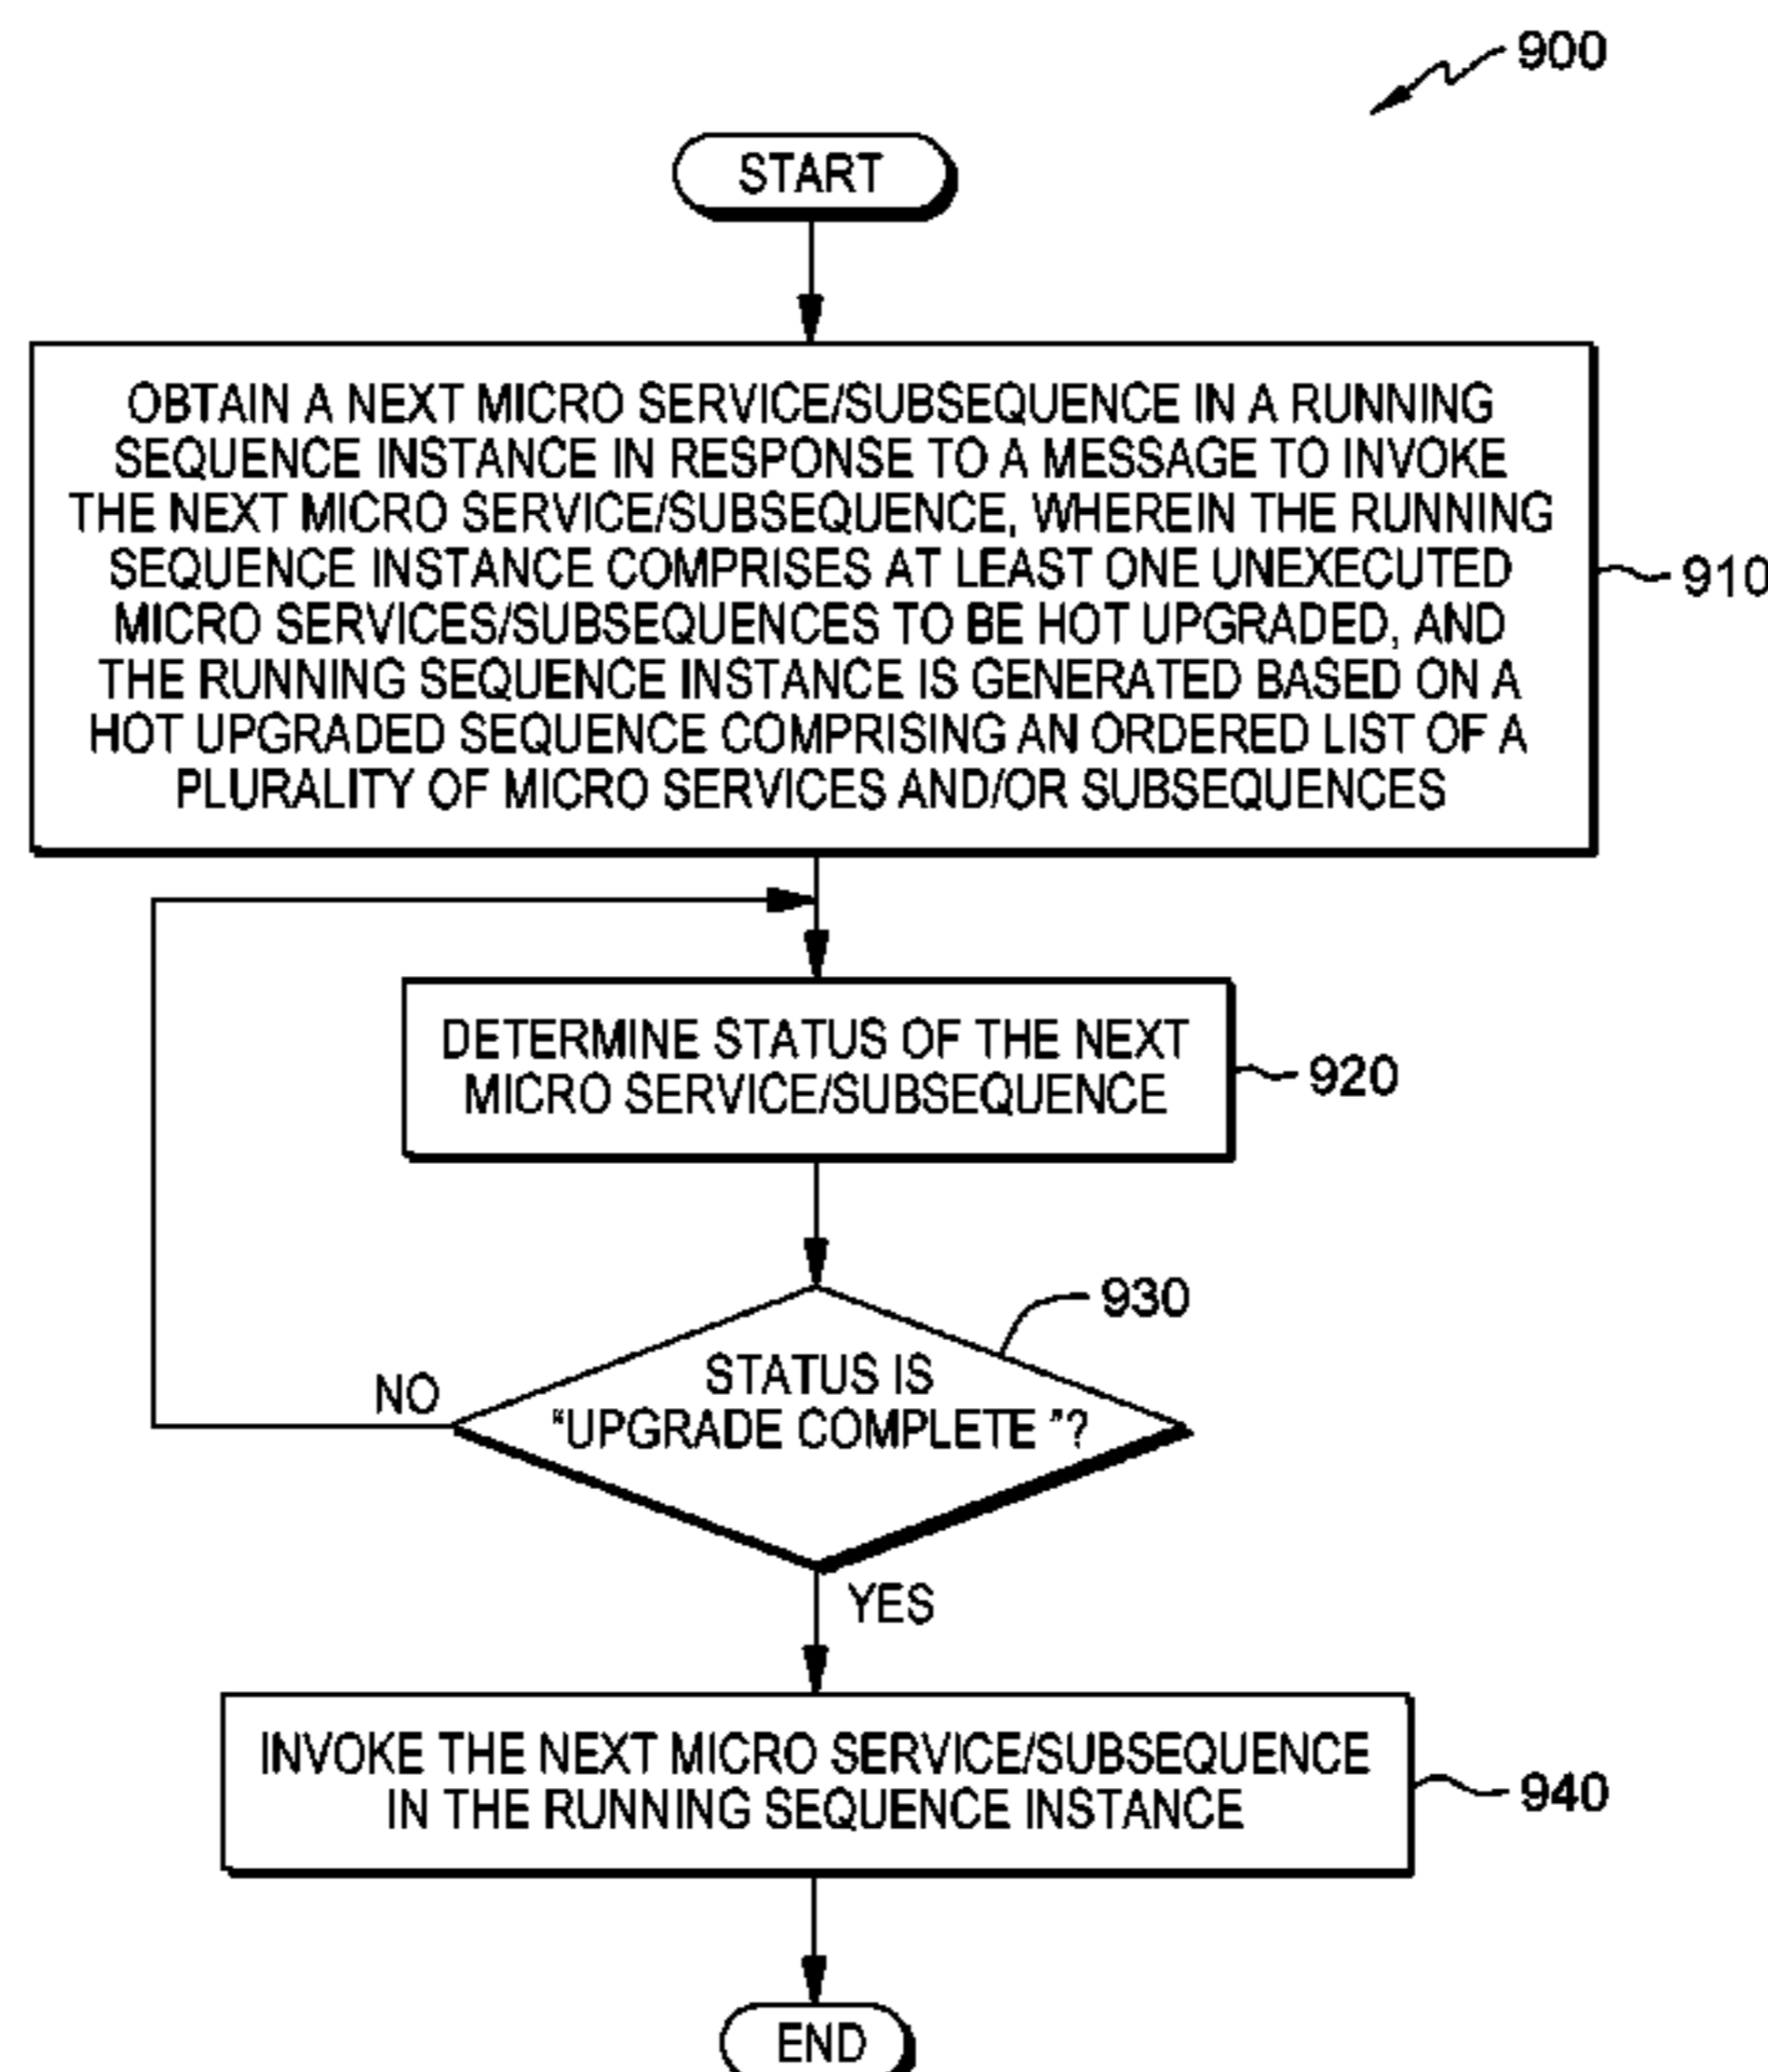 900
START
OBTAIN A NEXT MICRO SERVICE/SUBSEQUENCE IN A RUNNING
SEQUENCE INSTANCE IN RESPONSE TO A MESSAGE TO INVOKE
THE NEXT MICRO SERVICE/SUBSEQUENCE, WHEREIN THE RUNNING
SEQUENCE INSTANCE COMPRISES AT LEAST ONE UNEXECUTED
MICRO SERVICES/SUBSEQUENCES TO BE HOT UPGRADED, AND
THE RUNNING SEQUENCE INSTANCE IS GENERATED BASED ON A
HOT UPGRADED SEQUENCE COMPRISING AN ORDERED LIST OF A
PLURALITY OF MICRO SERVICES AND/OR SUBSEQUENCES
910
DETERMINE STATUS OF THE NEXT
MICRO SERVICE/SUBSEQUENCE
920
930
STATUS IS
"UPGRADE COMPLETE "?
NO
YES
INVOKE THE NEXT MICRO SERVICE/SUBSEQUENCE
IN THE RUNNING SEQUENCE INSTANCE
940
END